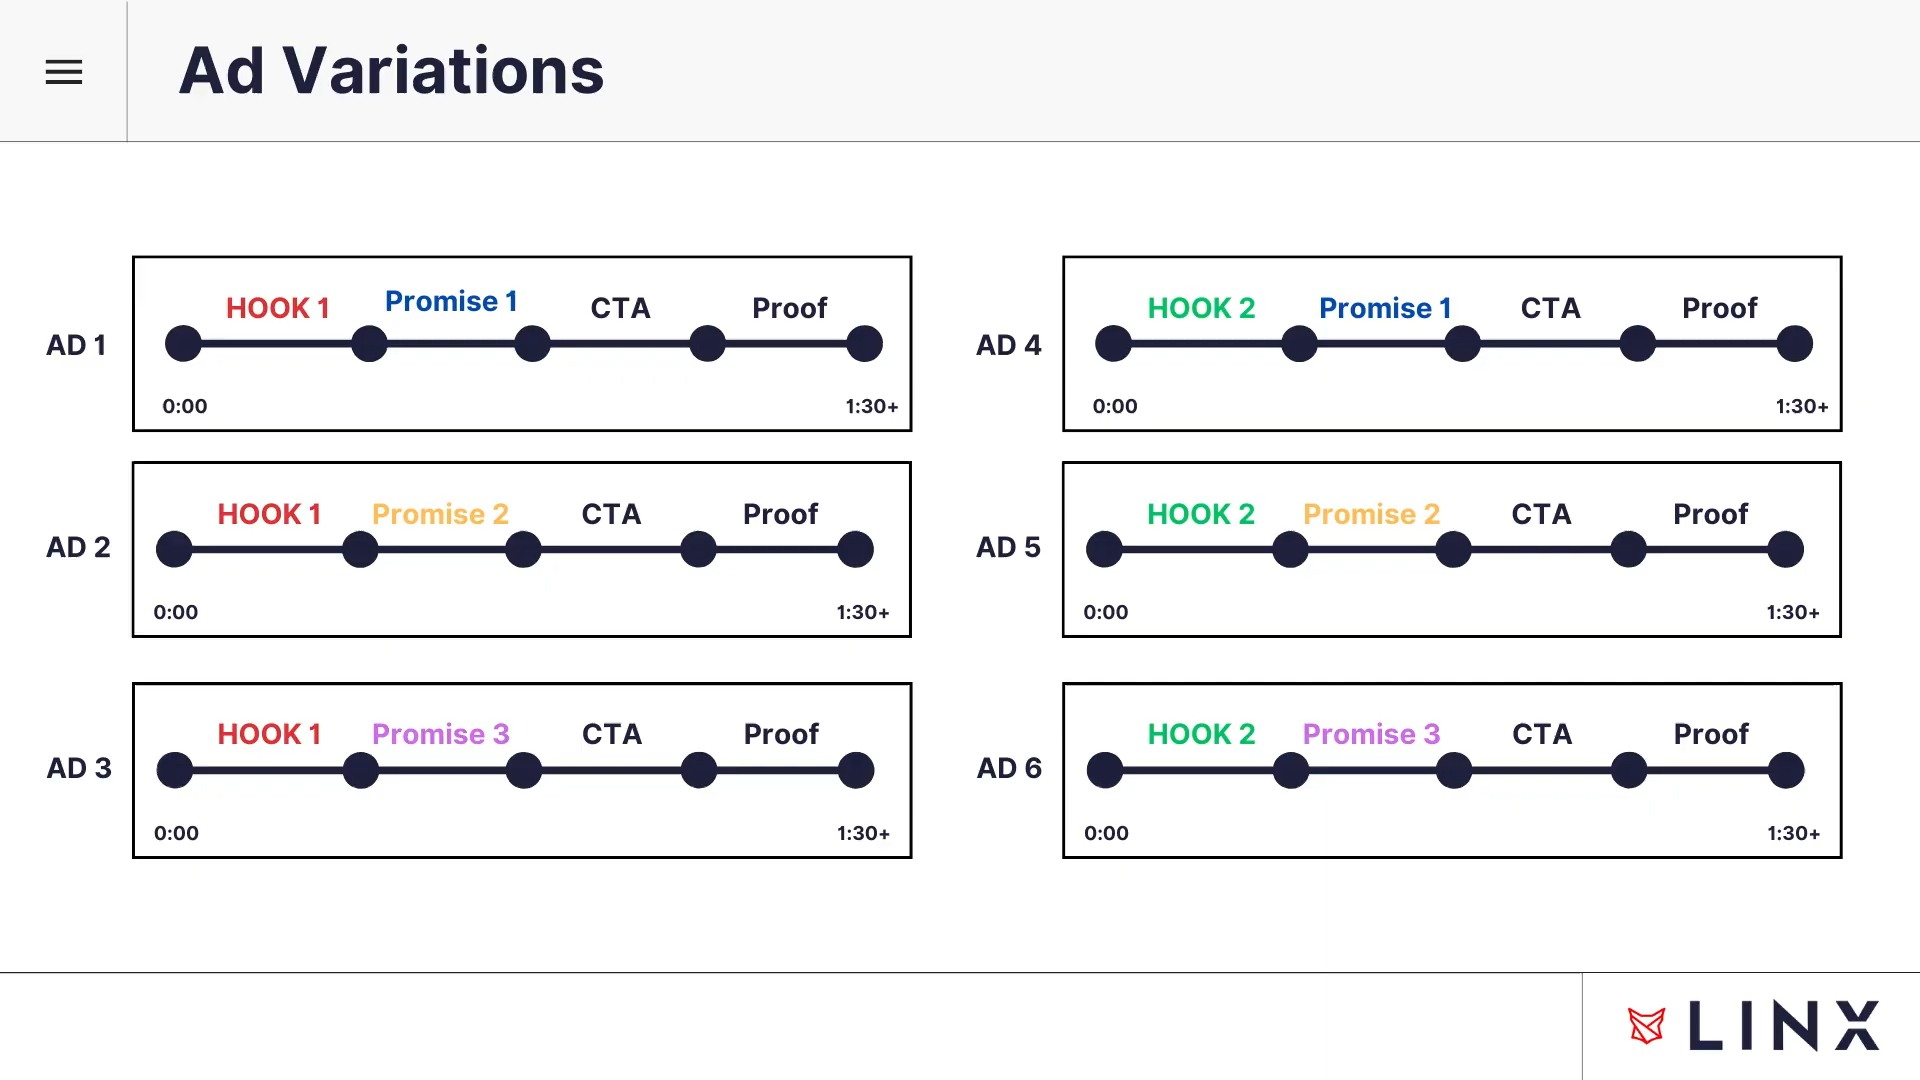 Ad Variations
AD 1
HOOK 1 Promise 1 CTA Proof
0:00 1:30+
AD 2
HOOK 1 Promise 2 CTA Proof
0:00 1:30+
AD 3
HOOK 1 Promise 3 CTA Proof
0:00 1:30+
AD 4
HOOK 2 Promise 1 CTA Proof
0:00 1:30+
AD 5
HOOK 2 Promise 2 CTA Proof
0:00 1:30+
AD 6
HOOK 2 Promise 3 CTA Proof
0:00 1:30+
LINX